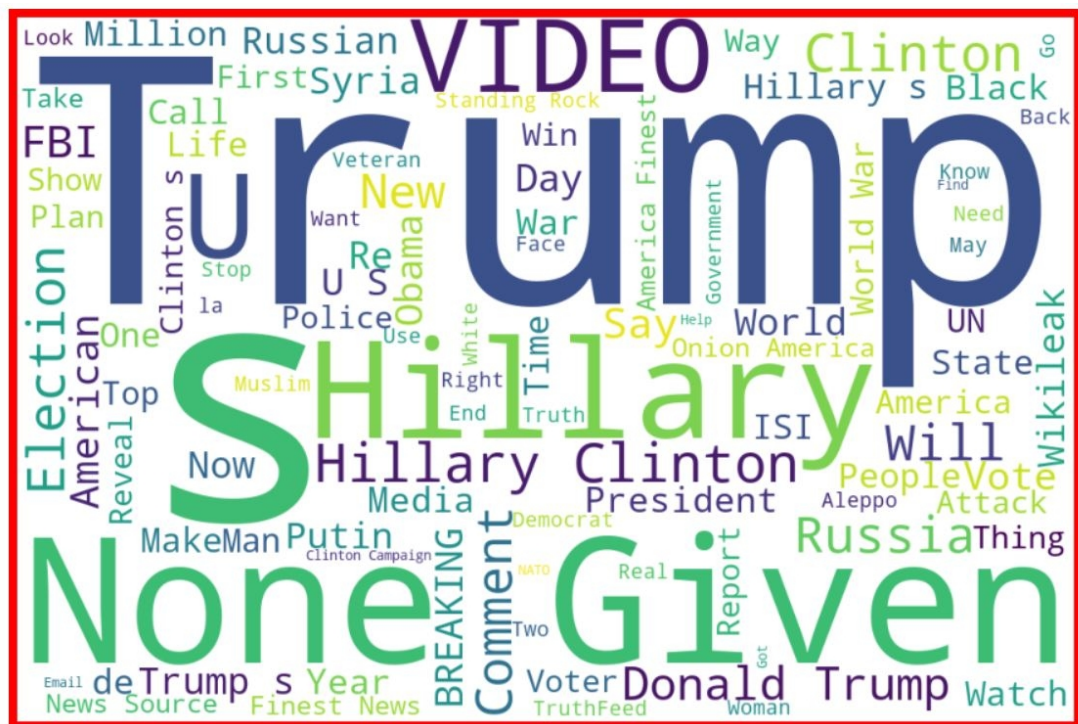 Look
Million
Russian
VIDEO
Way
Clinton
Go
Take
First
Syria
Standing Rock
Hillary s
Black
Back
FBI
Call
Life
Trump
Veteran
Win
America Finest
World War
Know
Find
Show
Clinton s
U
New
Day
Government
Need
Plan
Want
War
Face
May
Election
Stop
Re
Obama
U S
la
Police
Use
White
Time
Say
Help
World
UN
Wikileak
American
One
S
Hillary
Onion America
State
Top
Muslim
Right
End
Truth
ISI
America
Reveal
Now
Hillary Clinton
Will
People
Vote
Media
President
Aleppo
Attack
Make
Man
Putin
Clinton Campaign
BREAKING
Comment
Democrat
Russia
Thing
None Given
NATO
Real
Report
Two
Got
Email
de
Trump s
Year
Voter
Donald Trump
Watch
News Source
Finest News
TruthFeed
Woman